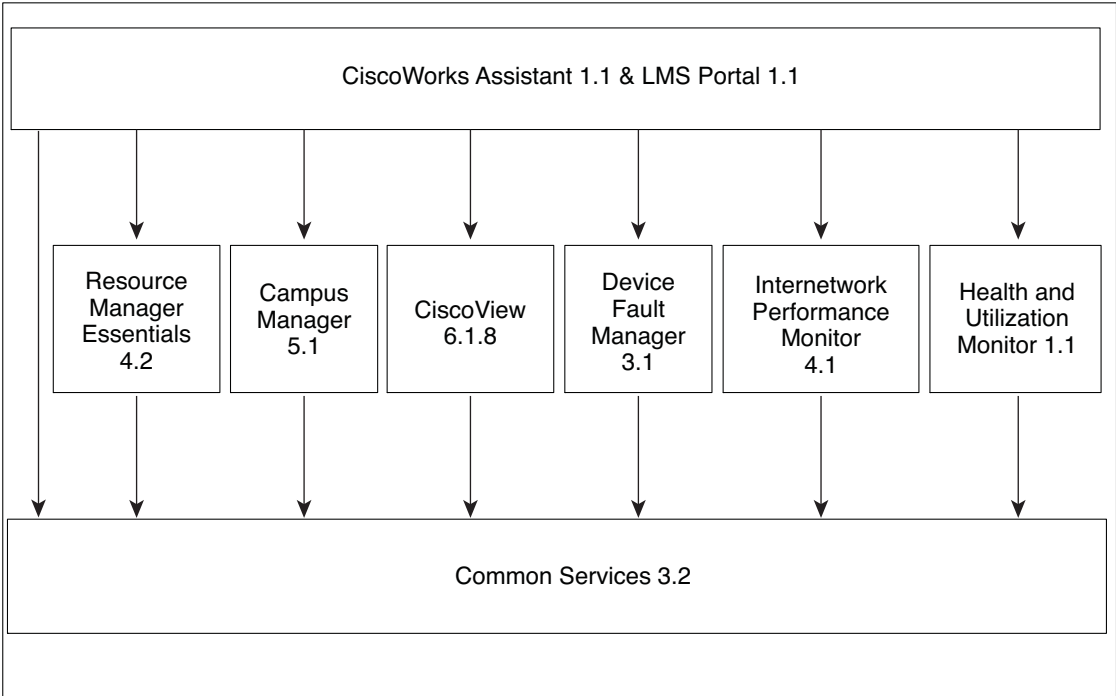 CiscoWorks Assistant 1.1 & LMS Portal 1.1
Resource
Manager
Essentials
4.2
Campus
Manager
5.1
CiscoView
6.1.8
Device
Fault
Manager
3.1
Internetwork
Performance
Monitor
4.1
Health and
Utilization
Monitor 1.1
Common Services 3.2